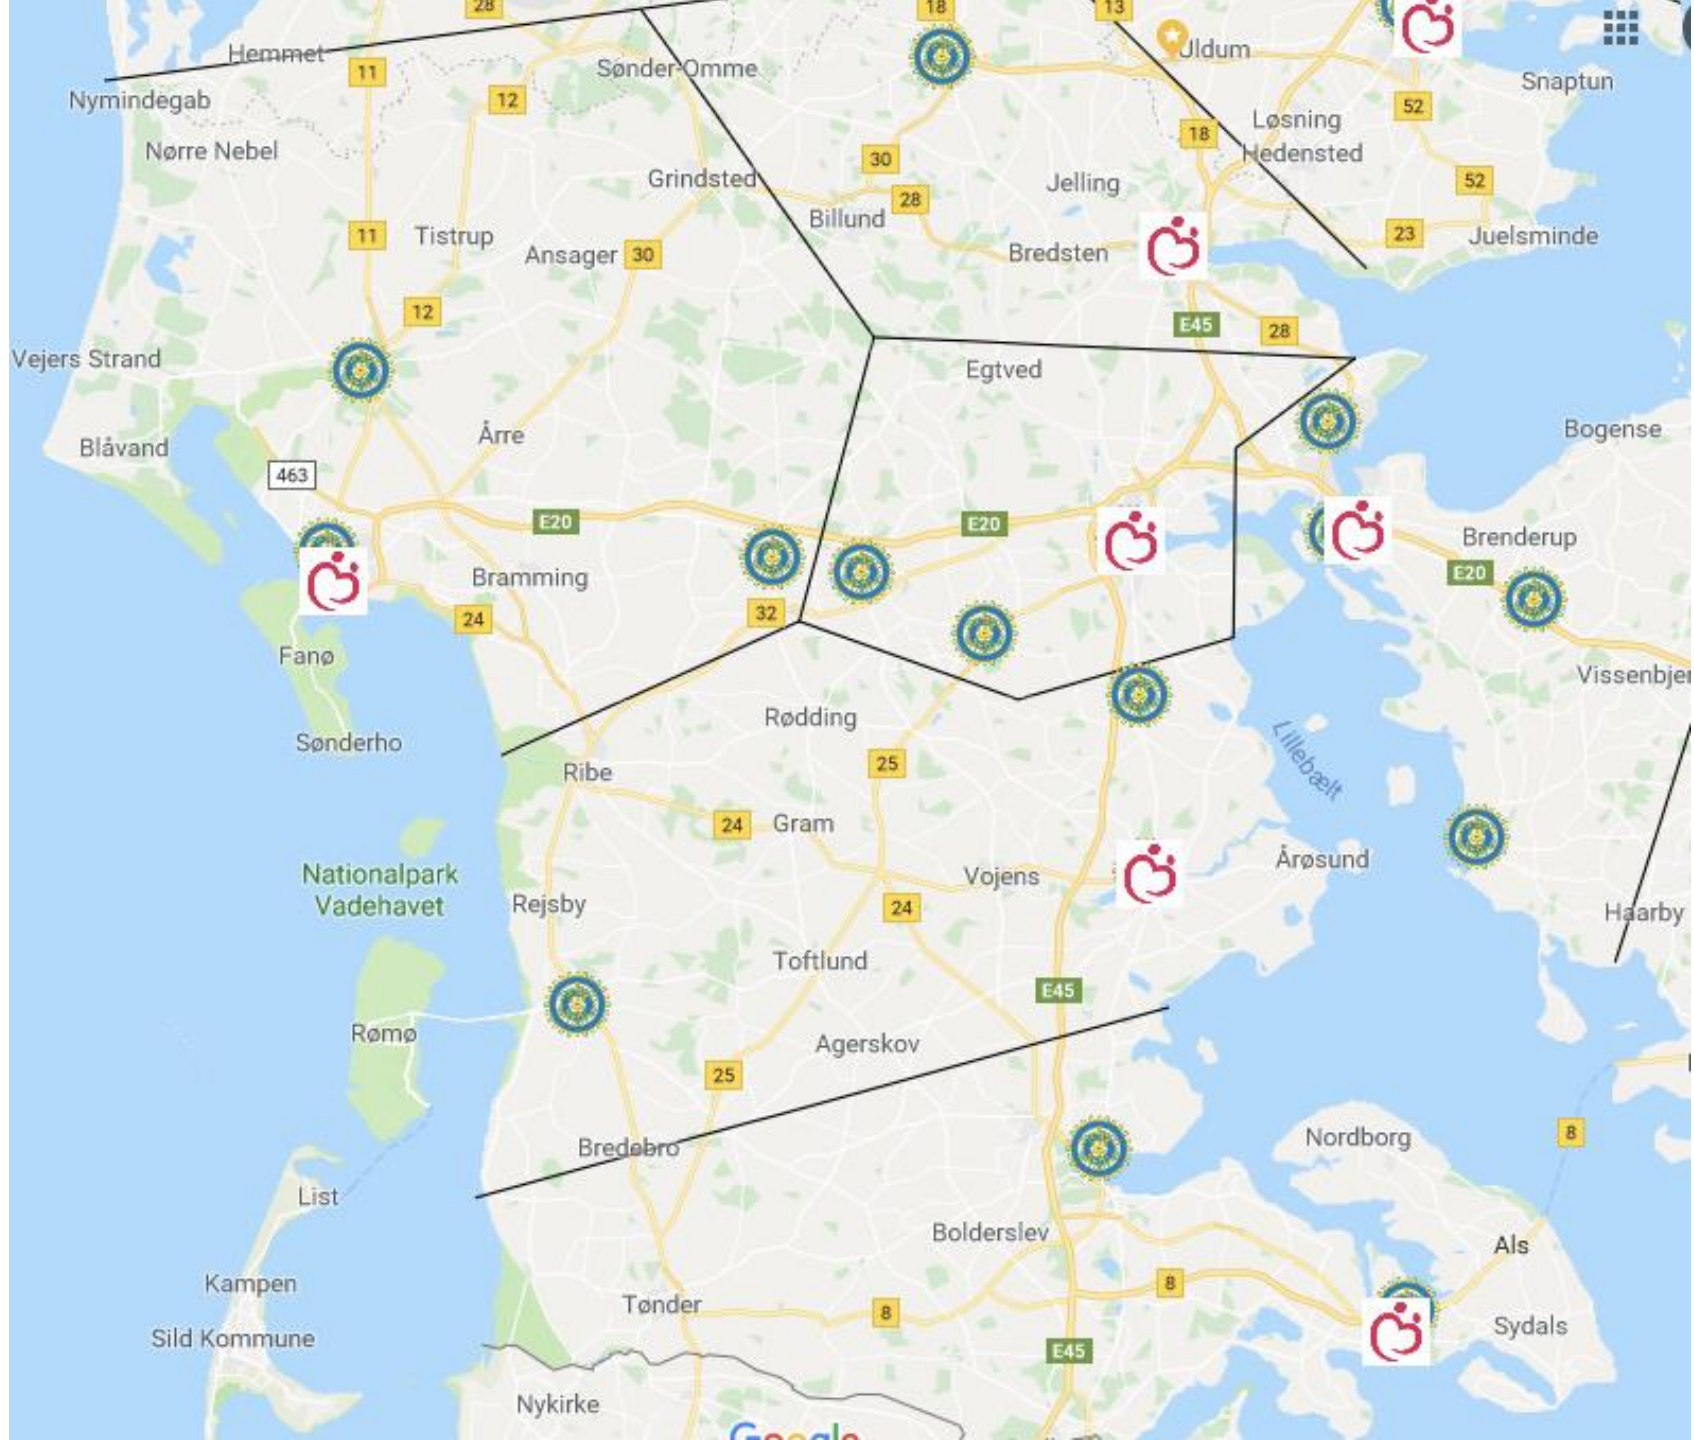 28
18
13
Hemmet
Uldum
11
Sønder-Omme
Snaptun
Nymindegab
12
52
Løsning
18
Nørre Nebel
Hedensted
30
Grindsted
Jelling
52
28
Billund
11
Tistrup
23
Juelsminde
Ansager
30
Bredsten
12
E45
28
Vejers Strand
Egtved
Bogense
Årre
Blåvand
463
E20
E20
Brenderup
E20
Bramming
32
24
Fanø
Vissenbjer
Rødding
Sønderho
Lillebælt
25
Ribe
24
Gram
Årøsund
Nationalpark
Vadehavet
Vojens
Rejsby
24
Haarby
Toftlund
E45
Rømø
Agerskov
25
8
Nordborg
Bredebro
List
Bolderslev
Als
Kampen
8
Tønder
8
Sild Kommune
Sydals
E45
Nykirke
Google